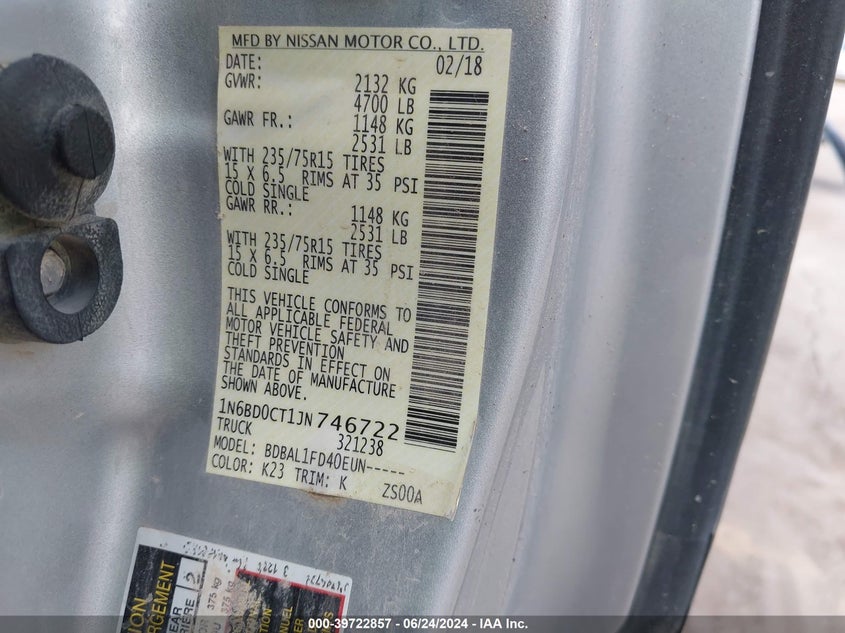 MFD BY NISSAN MOTOR CO., LTD.
DATE: 02/18
GVWR: 2132 KG
4700 LB
GAWR FR.: 1148 KG
2531 LB
WITH 235/75R15 TIRES
15 X 6.5 RIMS AT 35 PSI
COLD SINGLE
GAWR RR.: 1148 KG
2531 LB
WITH 235/75R15 TIRES
15 X 6.5 RIMS AT 35 PSI
COLD SINGLE
THIS VEHICLE CONFORMS TO
ALL APPLICABLE FEDERAL
MOTOR VEHICLE SAFETY AND
THEFT PREVENTION
STANDARDS IN EFFECT ON
THE DATE OF MANUFACTURE
SHOWN ABOVE.
1N6BD0CT1JN746722
TRUCK 321238
MODEL: BDBAL1FD40EUN-----
COLOR: K23 TRIM: K ZS00A
2
375 kg
000-39722857 - 06/24/2024 - IAA Inc.